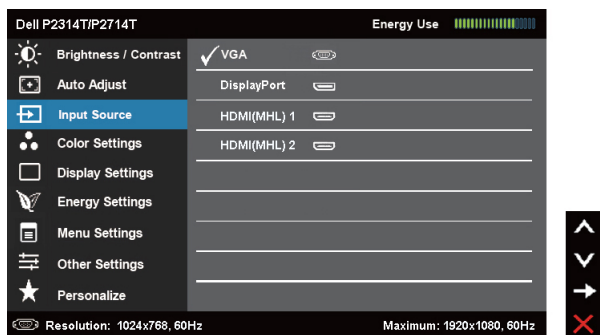 Dell P2314T/P2714T Energy Use
Brightness / Contrast VGA
Auto Adjust DisplayPort
Input Source HDMI(MHL) 1
Color Settings HDMI(MHL) 2
Display Settings
Energy Settings
Menu Settings
Other Settings
Personalize
Resolution: 1024x768, 60Hz Maximum: 1920x1080, 60Hz